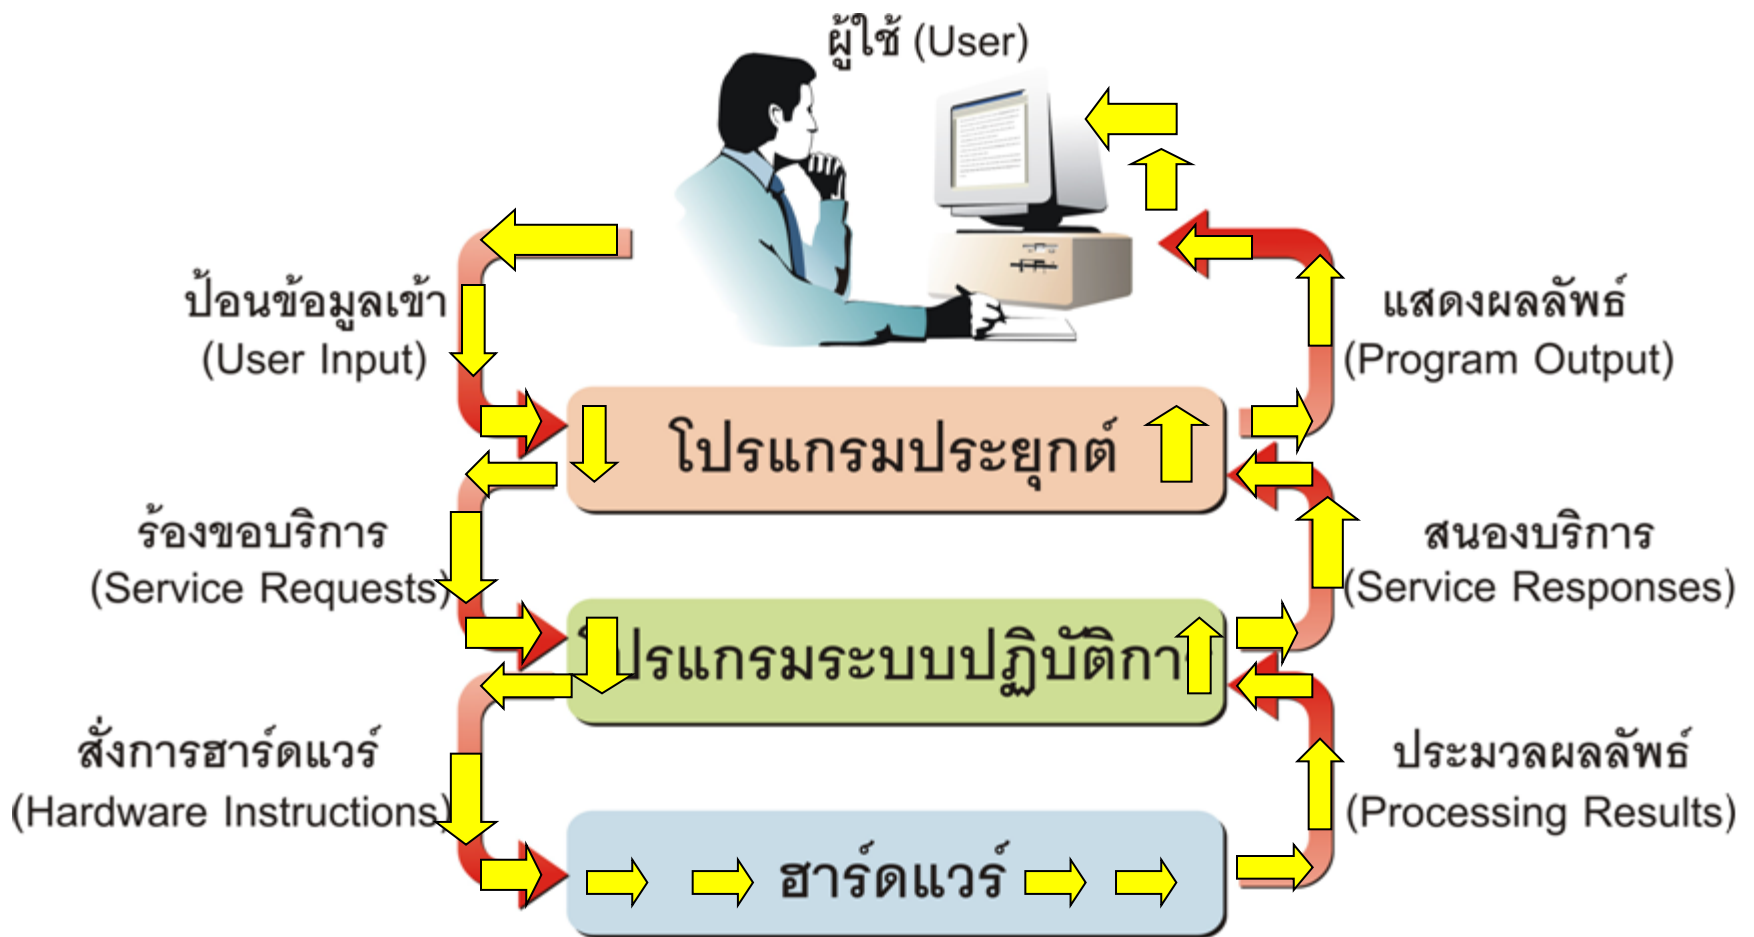 ผู้ใช้ (User)
ป้อนข้อมูลเข้า
(User Input)
แสดงผลลัพธ์
(Program Output)
โปรแกรมประยุกต์
ร้องขอบริการ
(Service Requests)
สนองบริการ
(Service Responses)
โปรแกรมระบบปฏิบัติการ
สั่งการฮาร์ดแวร์
(Hardware Instructions)
ประมวลผลลัพธ์
(Processing Results)
ฮาร์ดแวร์